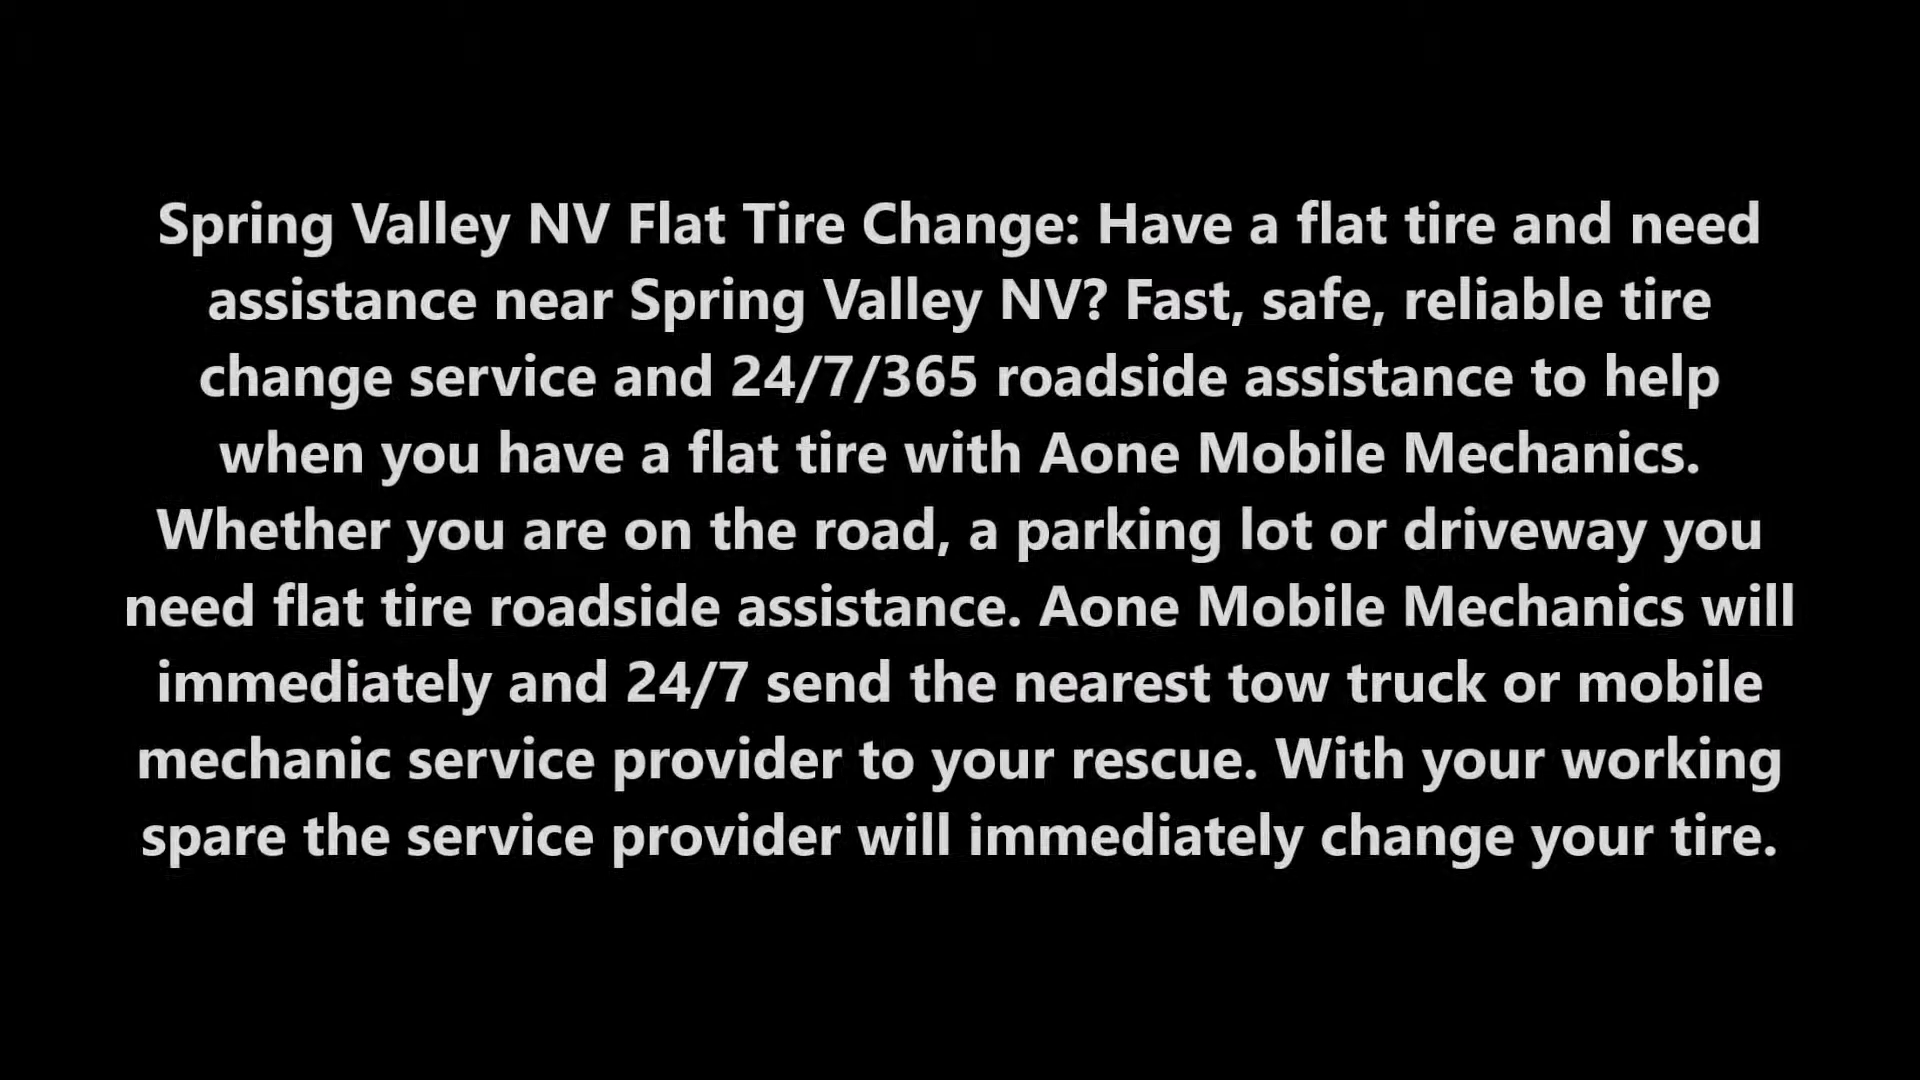 Spring Valley NV Flat Tire Change: Have a flat tire and need
assistance near Spring Valley NV? Fast, safe, reliable tire
change service and 24/7/365 roadside assistance to help
when you have a flat tire with Aone Mobile Mechanics.
Whether you are on the road, a parking lot or driveway you
need flat tire roadside assistance. Aone Mobile Mechanics will
immediately and 24/7 send the nearest tow truck or mobile
mechanic service provider to your rescue. With your working
spare the service provider will immediately change your tire.